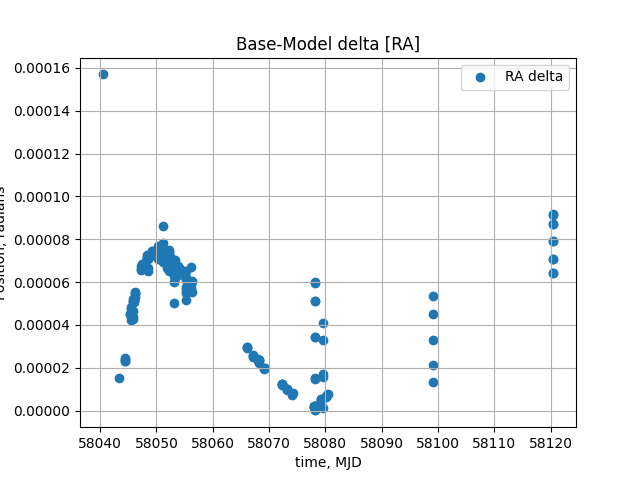 Base-Model delta [RA]
RA delta
0.00016
0.00014
0.00012
0.00010
0.00008
0.00006
0.00004
0.00002
0.00000
Position, radians
58040 58050 58060 58070 58080 58090 58100 58110 58120
time, MJD